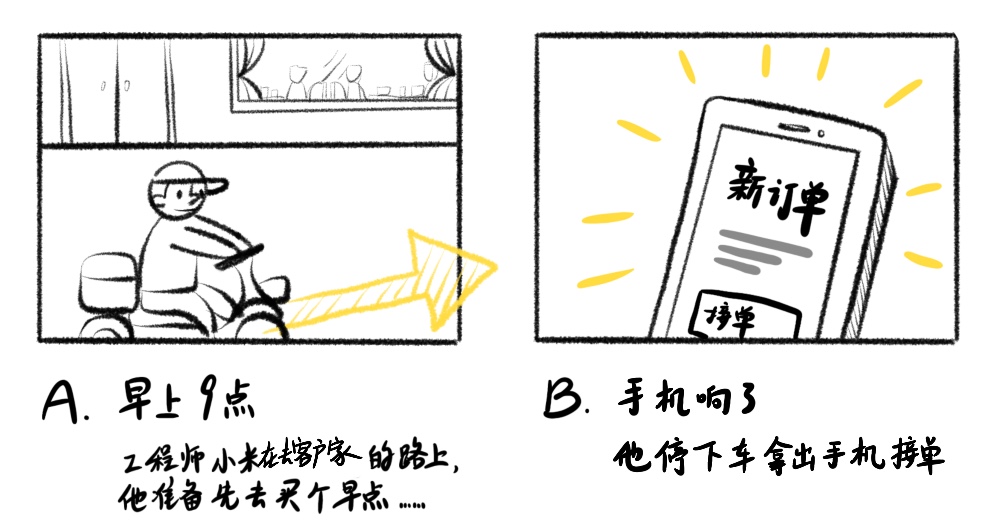 新订单
接单
A. 早上9点
工程师小米在去客户家的路上，
他准备先去买个早点……
B. 手机响了
他停下车拿出手机接单